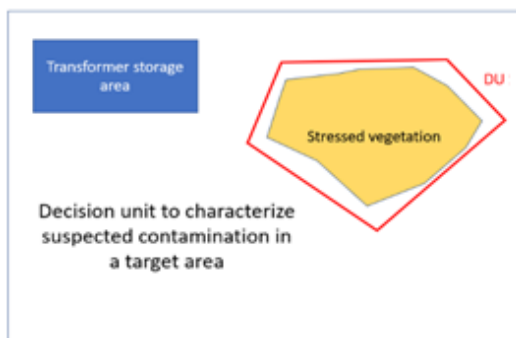 Transformer storage
area
DU
Stressed vegetation
Decision unit to characterize
suspected contamination in
a target area